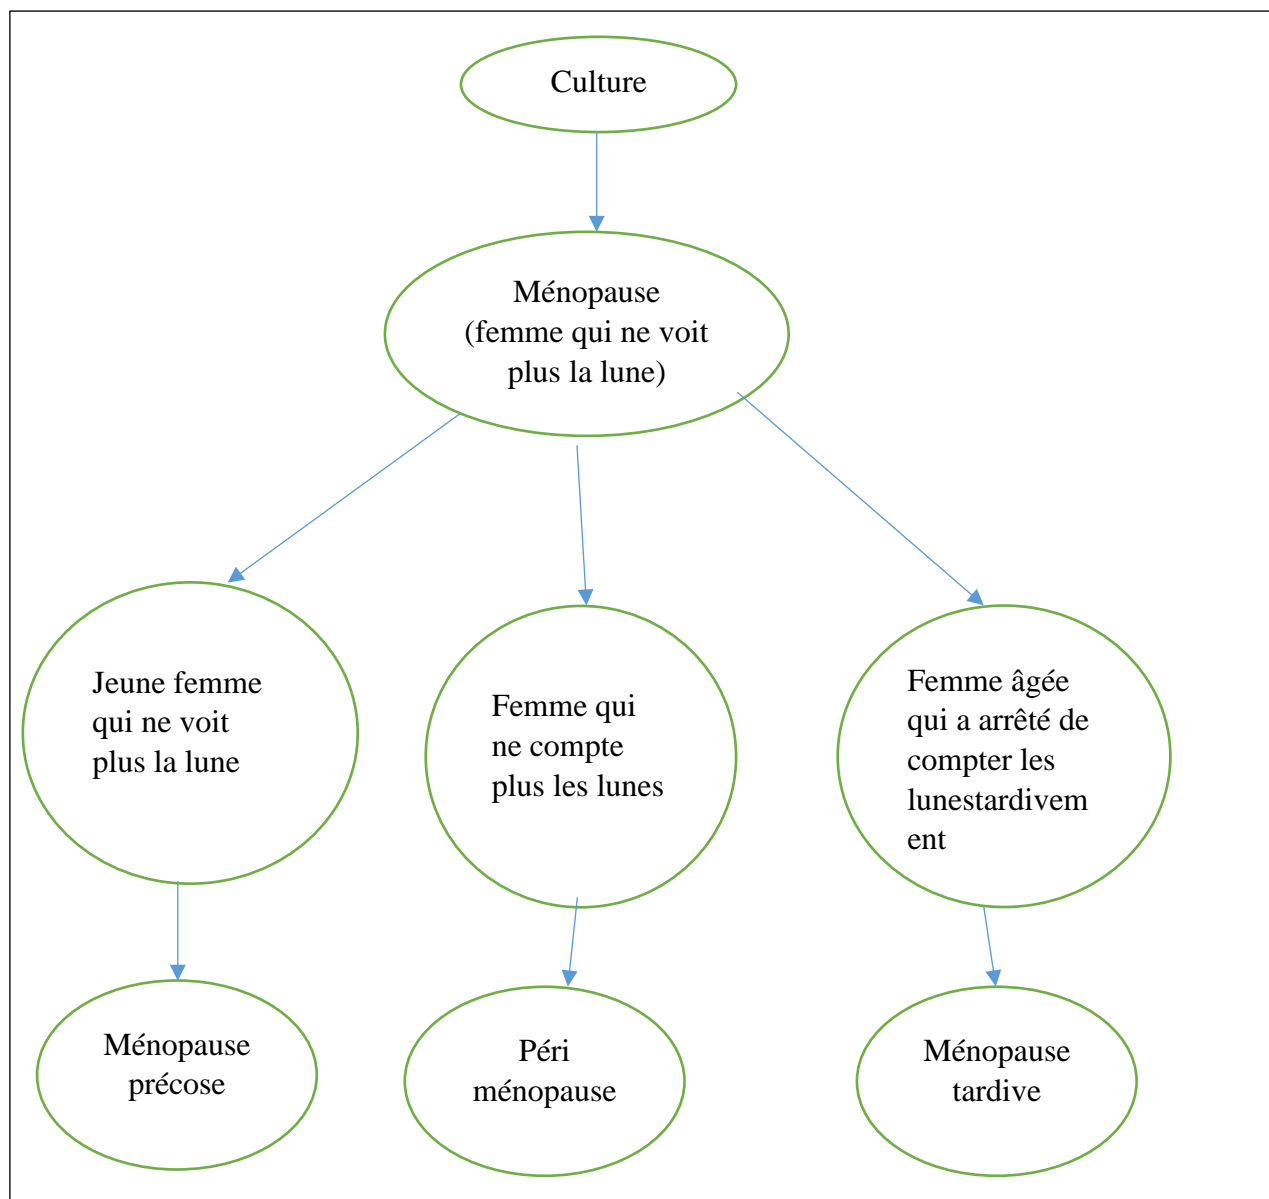 Culture
Ménopause
(femme qui ne voit
plus la lune)
Jeune femme
qui ne voit
plus la lune
Femme qui
ne compte
plus les lunes
Femme âgée
qui a arrêté de
compter les
lunestardivem
ent
Ménopause
précose
Péri
ménopause
Ménopause
tardive